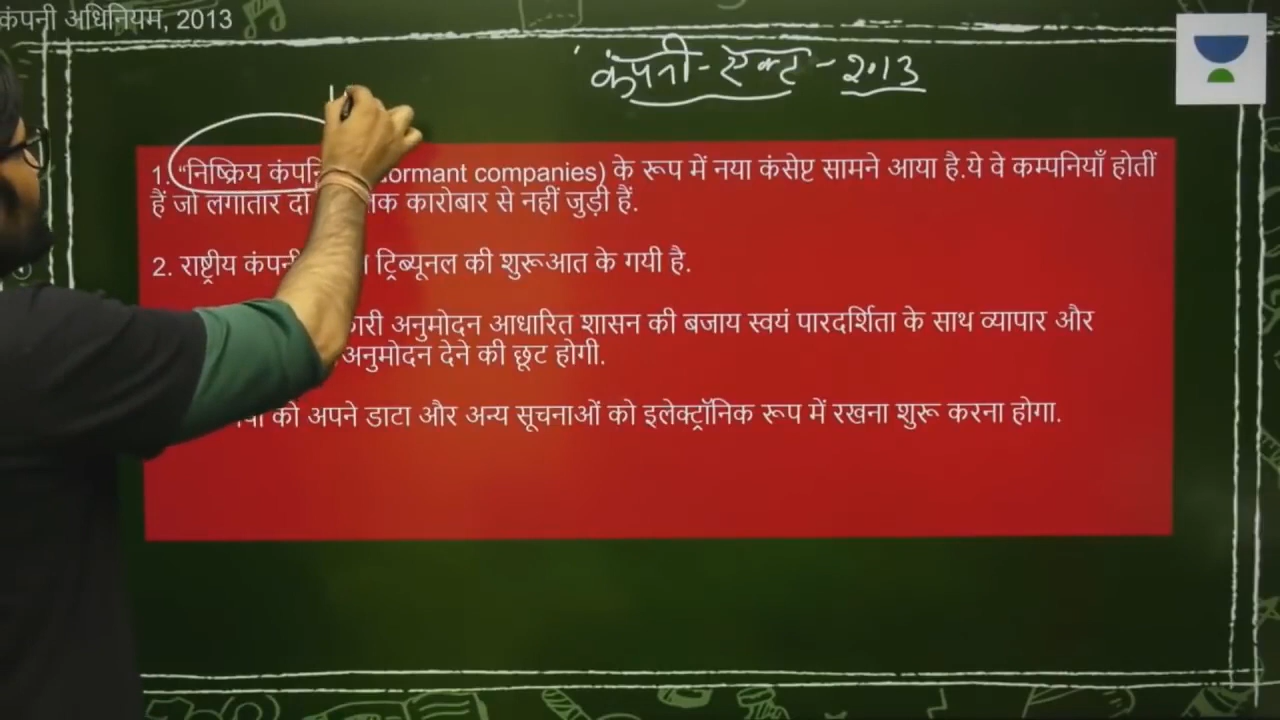 कंपनी अधिनियम, 2013
कंपनी-एक्ट-2013
1. "निष्क्रिय कंपनि ormant companies) के रूप में नया कंसेप्ट सामने आया है.ये वे कम्पनियाँ होतीं
हैं जो लगातार दो तक कारोबार से नहीं जुड़ी हैं.
2. राष्ट्रीय कंपनी ट्रिब्यूनल की शुरूआत के गयी है.
कारी अनुमोदन आधारित शासन की बजाय स्वयं पारदर्शिता के साथ व्यापार और
अनुमोदन देने की छूट होगी.
को अपने डाटा और अन्य सूचनाओं को इलेक्ट्रॉनिक रूप में रखना शुरू करना होगा.